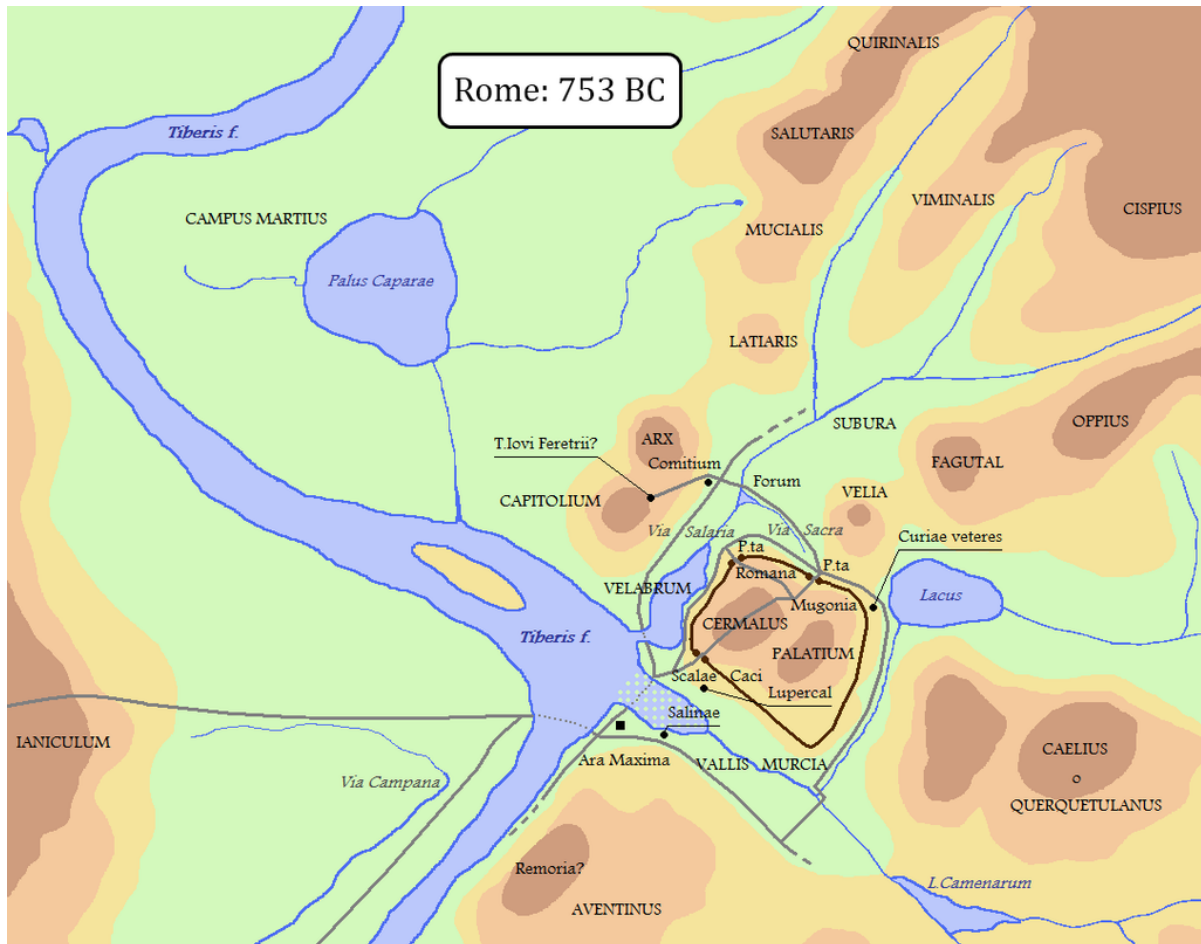 Rome: 753 BC
QUIRINALIS
Tiberis f.
SALUTARIS
VIMINALIS
CISPIUS
CAMPUS MARTIUS
MUCIALIS
Palus Caparae
LATIARIS
SUBURA
OPPIUS
T.Iovi Feretrii?
ARX
Comitium
FAGUTAL
CAPITOLIUM
Forum
VELIA
Via Salaria
Via Sacra
Curiae veteres
P.ta
Romana
P.ta
Mugonia
VELABRUM
Lacus
CERMALUS
Tiberis f.
PALATIUM
Scalae Caci
Lupercal
Salinae
IANICULUM
Ara Maxima
VALLIS MURCIA
CAELIUS
o
QUERQUETULANUS
Via Campana
Remoria?
L.Camenarum
AVENTINUS